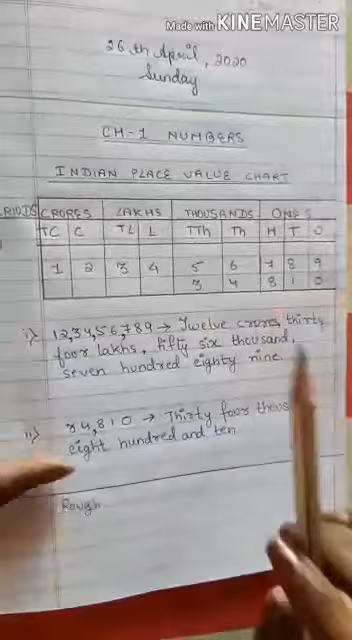 Made with KINEMASTER
26th April, 2020
Sunday
CH-1 NUMBERS
INDIAN PLACE VALUE CHART
RIODS CRORES LAKHS THOUSANDS ONES
TC C TL L TTh Th H T O
1 2 3 4 5 6 7 8 9
3 4 8 1 0
i) 12,34,56,789 → Twelve crore, thirty
four lakhs, fifty six thousand,
seven hundred eighty nine.
ii) 34,810 → Thirty four thous
eight hundred and ten
Rough